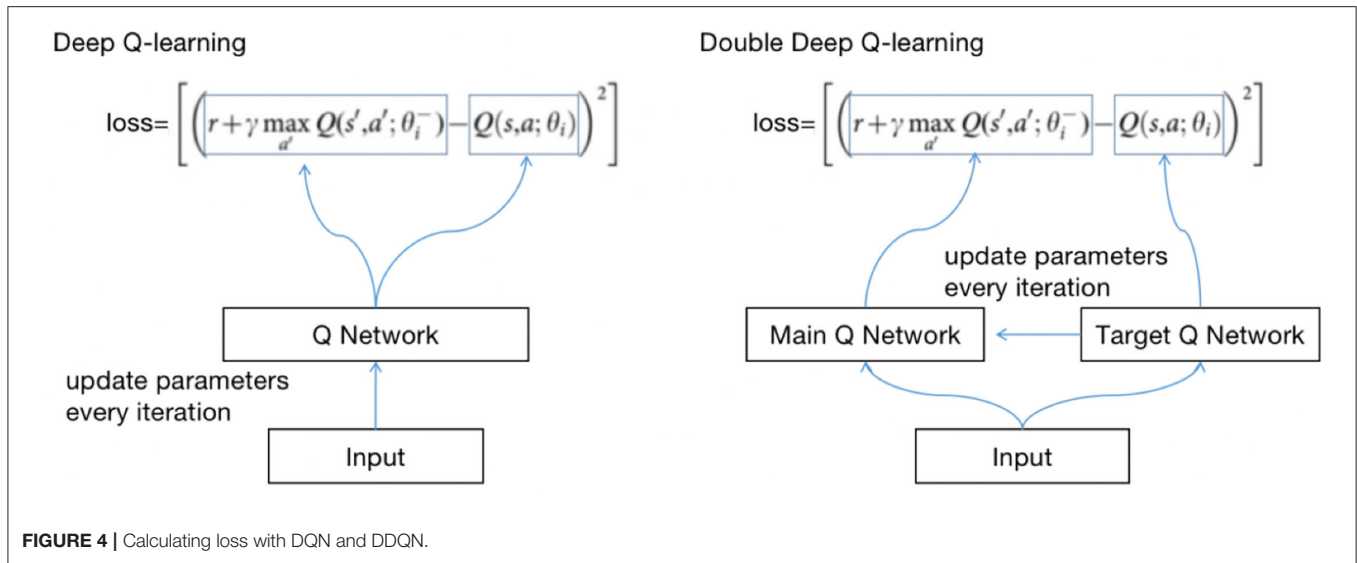 Deep Q-learning
loss= [(r + γ max_{a′} Q(s′,a′; θ_i^−) − Q(s,a; θ_i))^2]
update parameters
every iteration
Q Network
Input
Double Deep Q-learning
loss= [(r + γ max_{a′} Q(s′,a′; θ_i^−) − Q(s,a; θ_i))^2]
update parameters
every iteration
Main Q Network
Target Q Network
Input
FIGURE 4 | Calculating loss with DQN and DDQN.